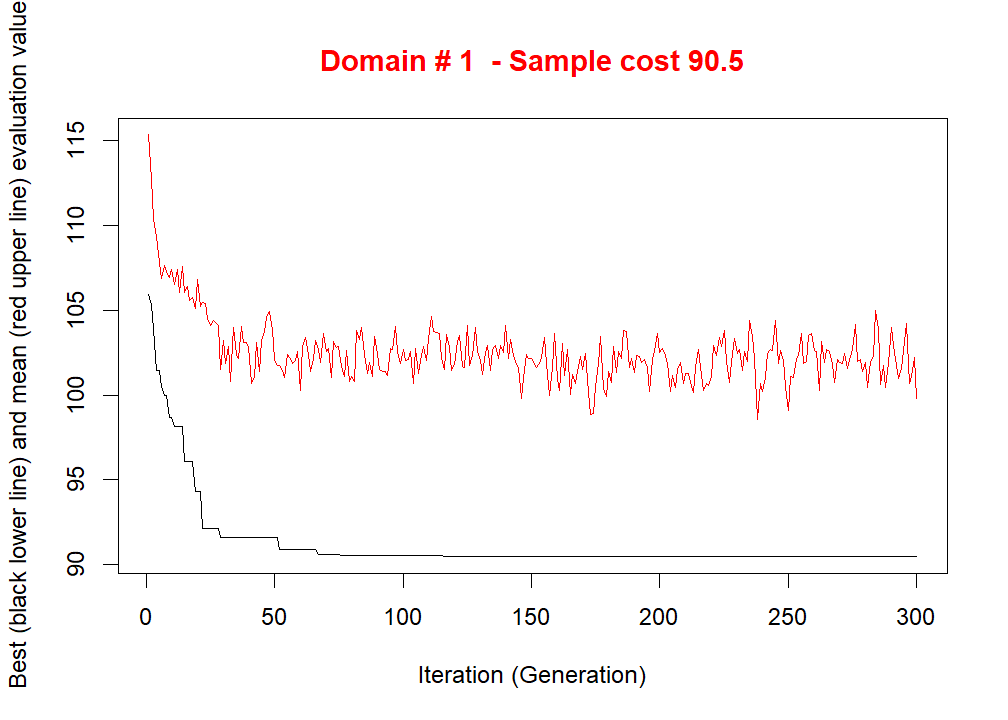 Domain # 1  - Sample cost 90.5
Best (black lower line) and mean (red upper line) evaluation value
115
110
105
100
95
90
0 50 100 150 200 250 300
Iteration (Generation)